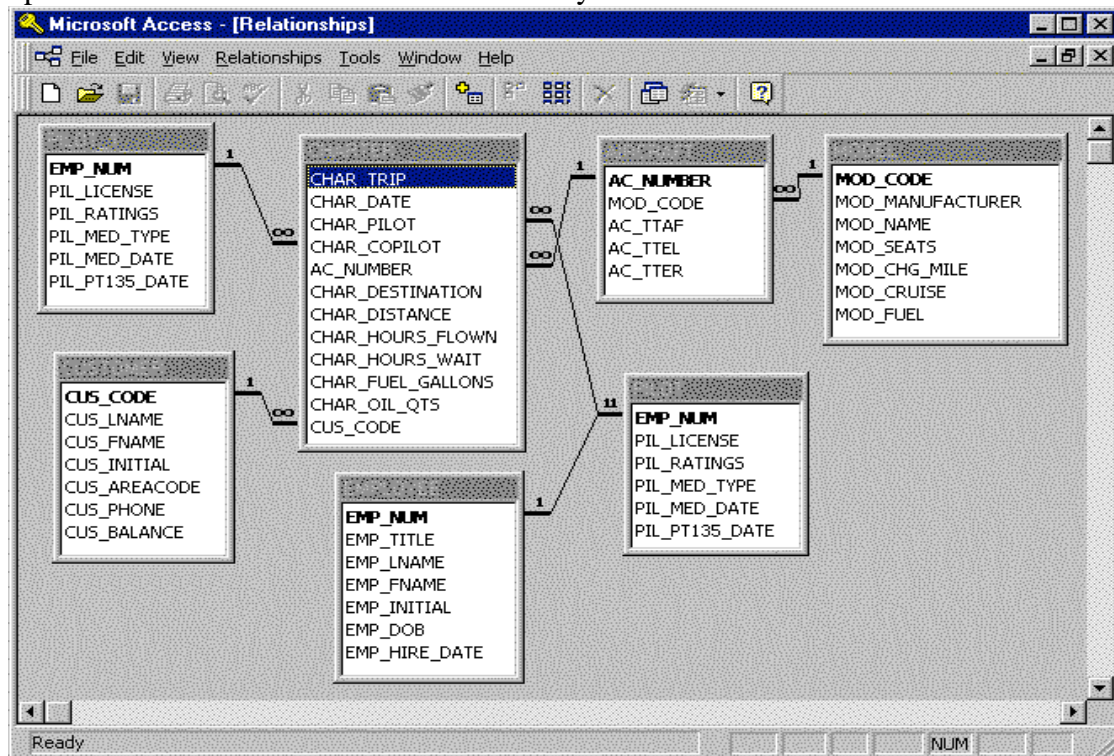 Microsoft Access - [Relationships]
File Edit View Relationships Tools Window Help
EMP_NUM
PIL_LICENSE
PIL_RATINGS
PIL_MED_TYPE
PIL_MED_DATE
PIL_PT135_DATE
1
∞
CHAR_TRIP
CHAR_DATE
CHAR_PILOT
CHAR_COPILOT
AC_NUMBER
CHAR_DESTINATION
CHAR_DISTANCE
CHAR_HOURS_FLOWN
CHAR_HOURS_WAIT
CHAR_FUEL_GALLONS
CHAR_OIL_QTS
CUS_CODE
∞
∞
1
AC_NUMBER
MOD_CODE
AC_TTAF
AC_TTEL
AC_TTER
∞
1
MOD_CODE
MOD_MANUFACTURER
MOD_NAME
MOD_SEATS
MOD_CHG_MILE
MOD_CRUISE
MOD_FUEL
CUS_CODE
CUS_LNAME
CUS_FNAME
CUS_INITIAL
CUS_AREACODE
CUS_PHONE
CUS_BALANCE
1
∞
EMP_NUM
EMP_TITLE
EMP_LNAME
EMP_FNAME
EMP_INITIAL
EMP_DOB
EMP_HIRE_DATE
1
11
EMP_NUM
PIL_LICENSE
PIL_RATINGS
PIL_MED_TYPE
PIL_MED_DATE
PIL_PT135_DATE
Ready
NUM